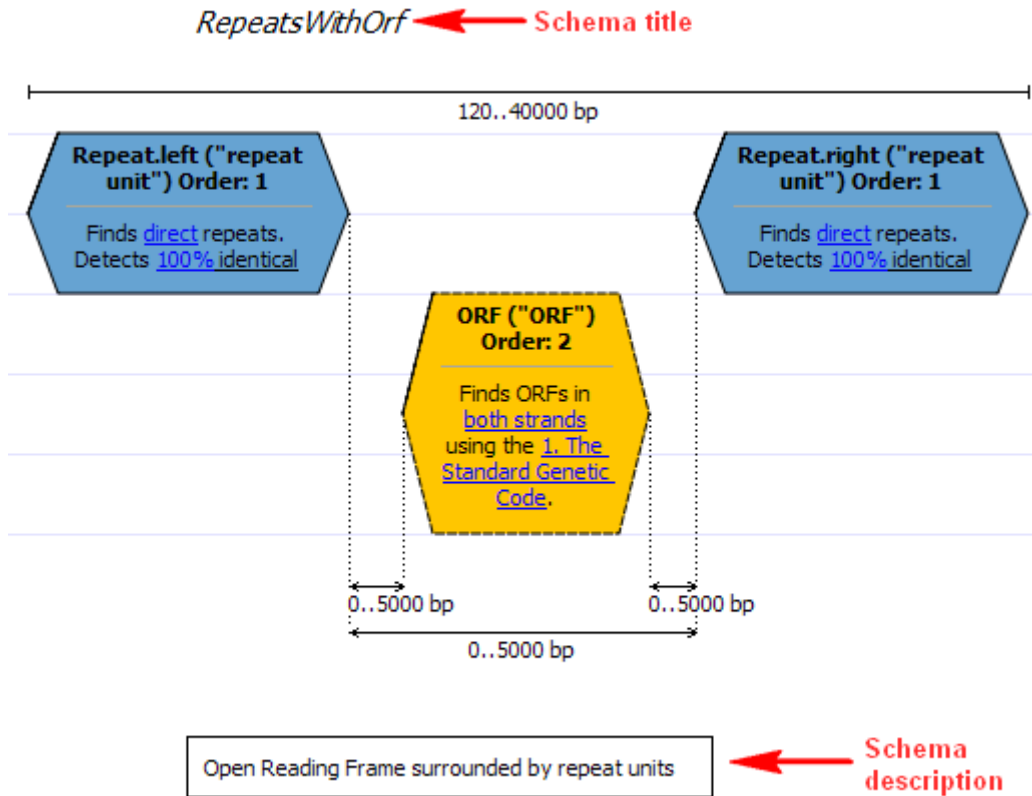 RepeatsWithOrf
Schema title
120..40000 bp
Repeat.left ("repeat
unit") Order: 1
Finds direct repeats.
Detects 100% identical
Repeat.right ("repeat
unit") Order: 1
Finds direct repeats.
Detects 100% identical
ORF ("ORF")
Order: 2
Finds ORFs in
both strands
using the 1. The
Standard Genetic
Code.
0..5000 bp
0..5000 bp
0..5000 bp
Open Reading Frame surrounded by repeat units
Schema
description